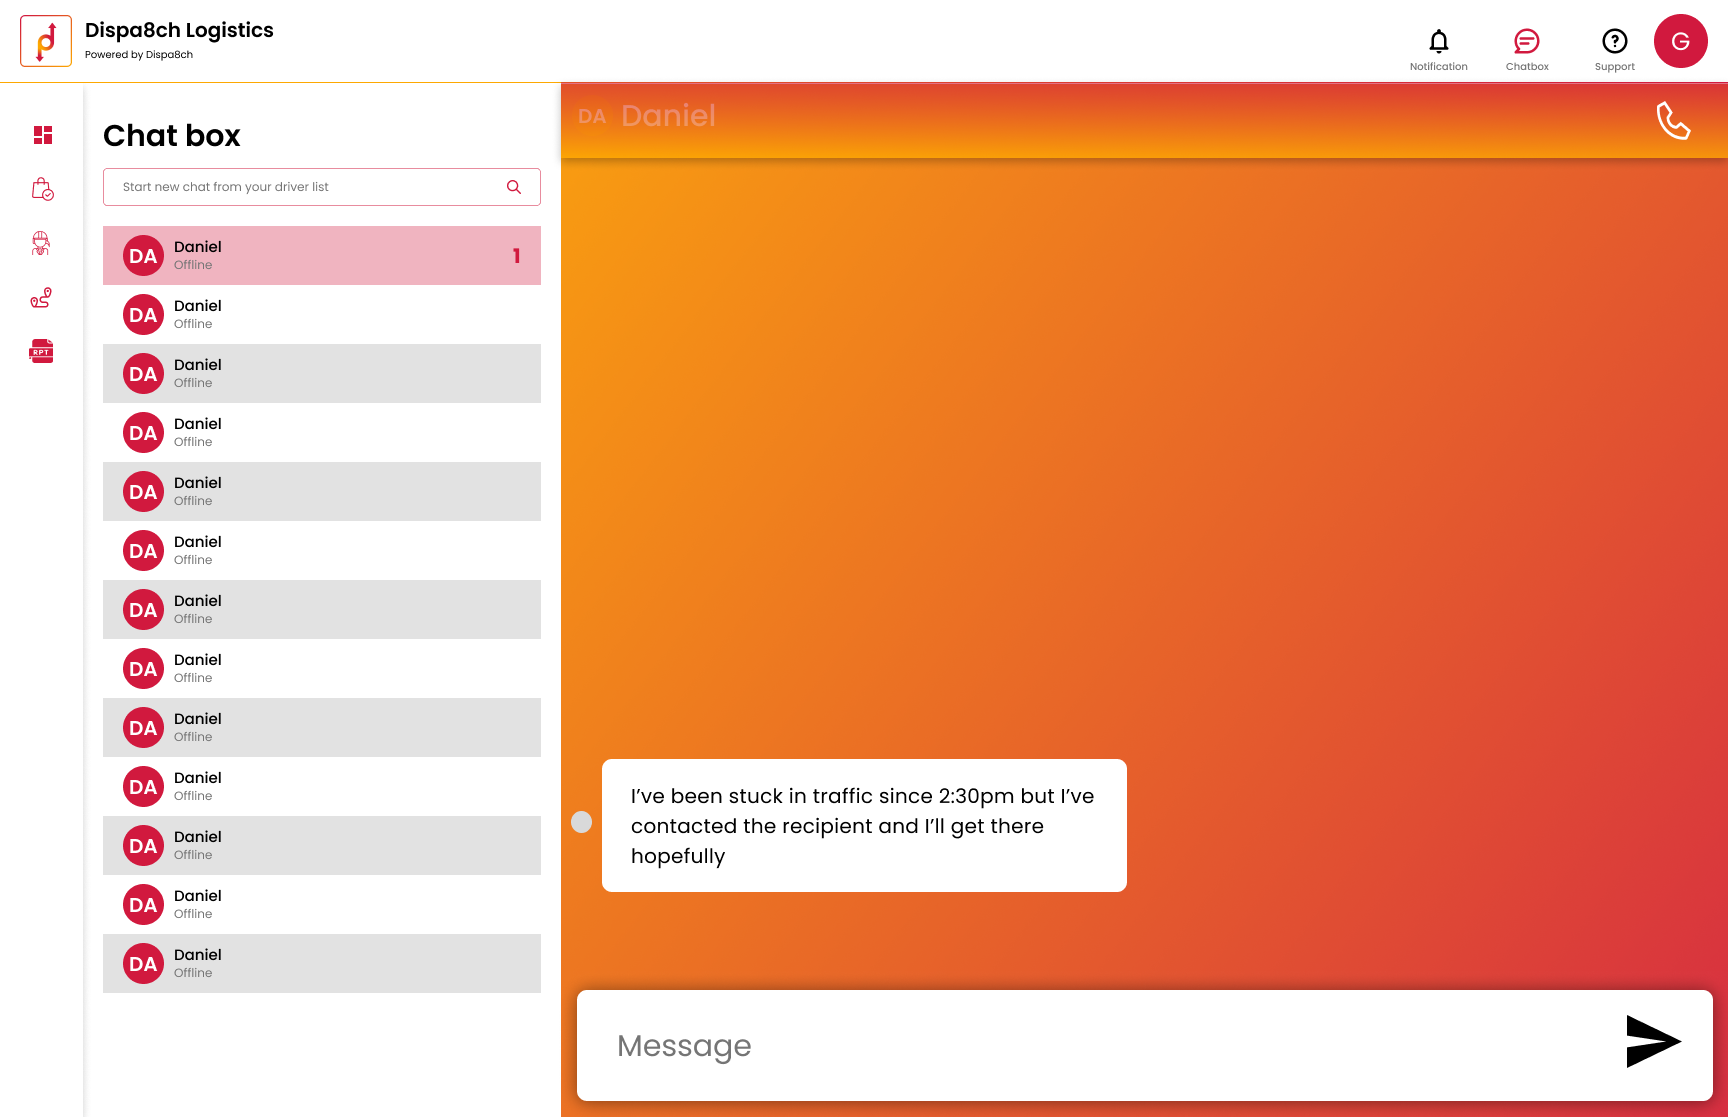 Dispa8ch Logistics
Powered by Dispa8ch
Notification
Chatbox
Support
G
Chat box
Start new chat from your driver list
DA
Daniel
Offline
1
DA
Daniel
Offline
DA
Daniel
Offline
DA
Daniel
Offline
DA
Daniel
Offline
DA
Daniel
Offline
DA
Daniel
Offline
DA
Daniel
Offline
DA
Daniel
Offline
DA
Daniel
Offline
DA
Daniel
Offline
DA
Daniel
Offline
DA
Daniel
Offline
RPT
DA Daniel
I’ve been stuck in traffic since 2:30pm but I’ve
contacted the recipient and I’ll get there
hopefully
Message